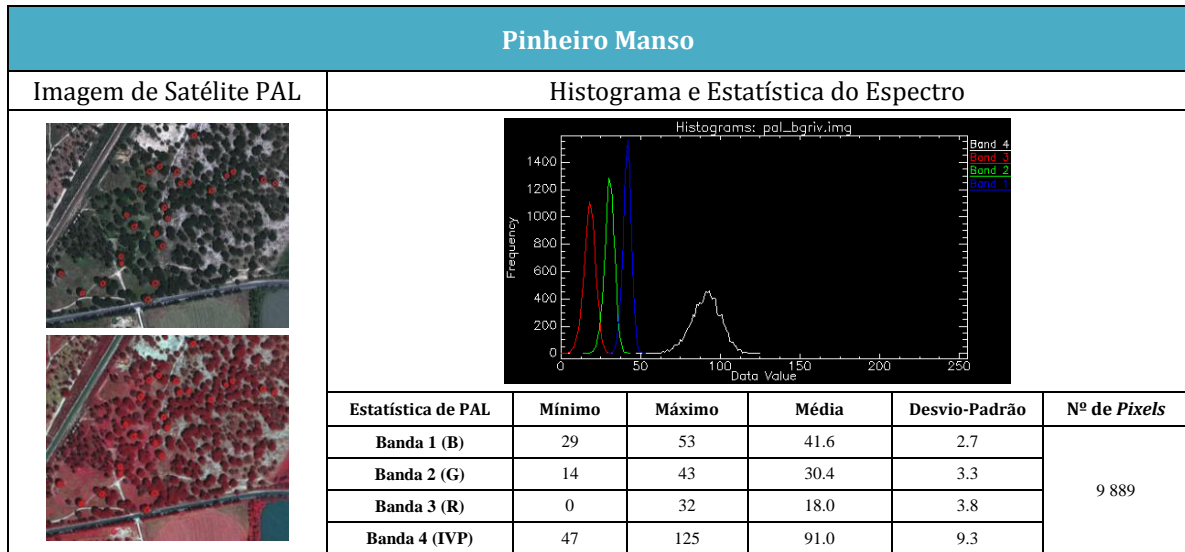 Pinheiro Manso
Imagem de Satélite PAL
Histograma e Estatística do Espectro
Histograms: pal_bgriv.img
Band 4
Band 3
Band 2
Band 1
Frequency
1400
1200
1000
800
600
400
200
0
0 50 100 150 200 250
Data Value
Estatística de PAL Mínimo Máximo Média Desvio-Padrão Nº de Pixels
Banda 1 (B) 29 53 41.6 2.7
Banda 2 (G) 14 43 30.4 3.3
9 889
Banda 3 (R) 0 32 18.0 3.8
Banda 4 (IVP) 47 125 91.0 9.3